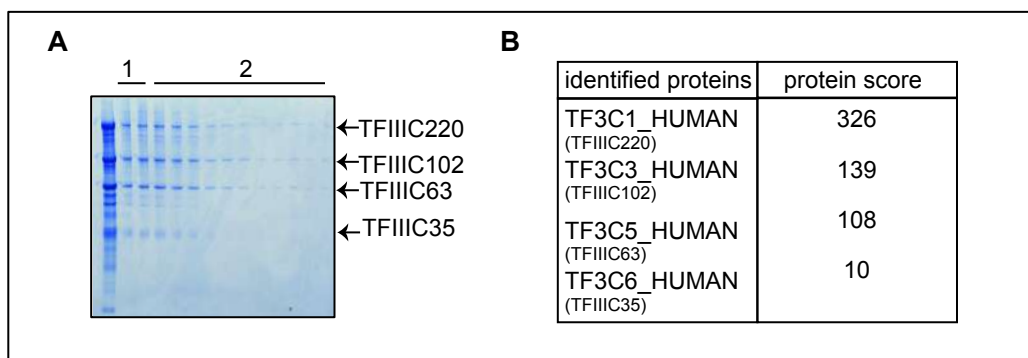 A
1 2
TFIIIC220
TFIIIC102
TFIIIC63
TFIIIC35
B
identified proteins protein score
TF3C1_HUMAN 326
(TFIIIC220)
TF3C3_HUMAN 139
(TFIIIC102)
TF3C5_HUMAN 108
(TFIIIC63)
TF3C6_HUMAN 10
(TFIIIC35)